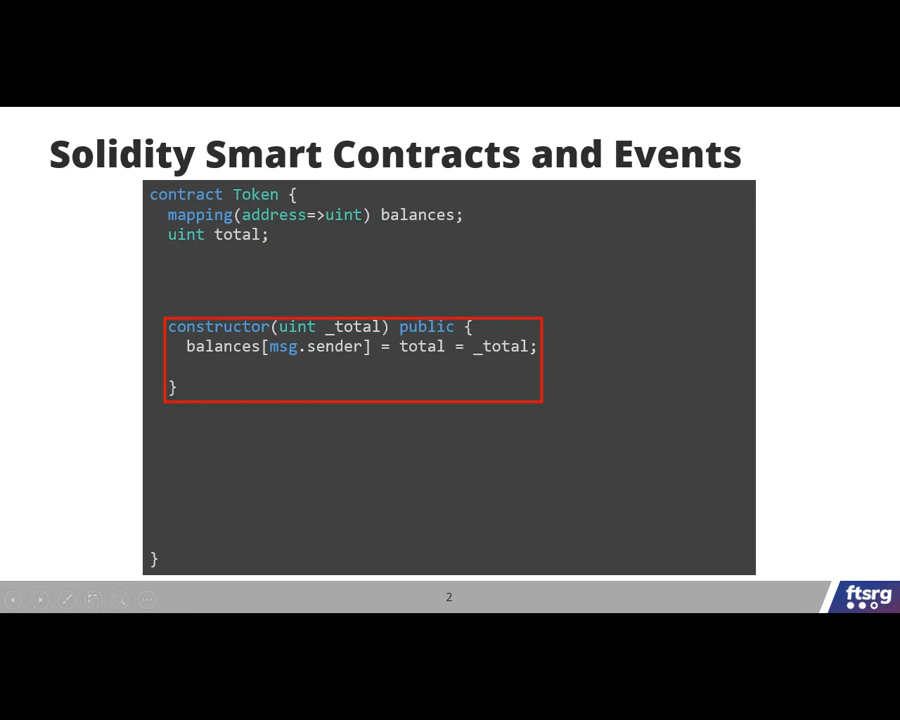 Solidity Smart Contracts and Events
contract Token {
mapping(address=>uint) balances;
uint total;
constructor(uint _total) public {
balances[msg.sender] = total = _total;
}
}
2
ftsrg